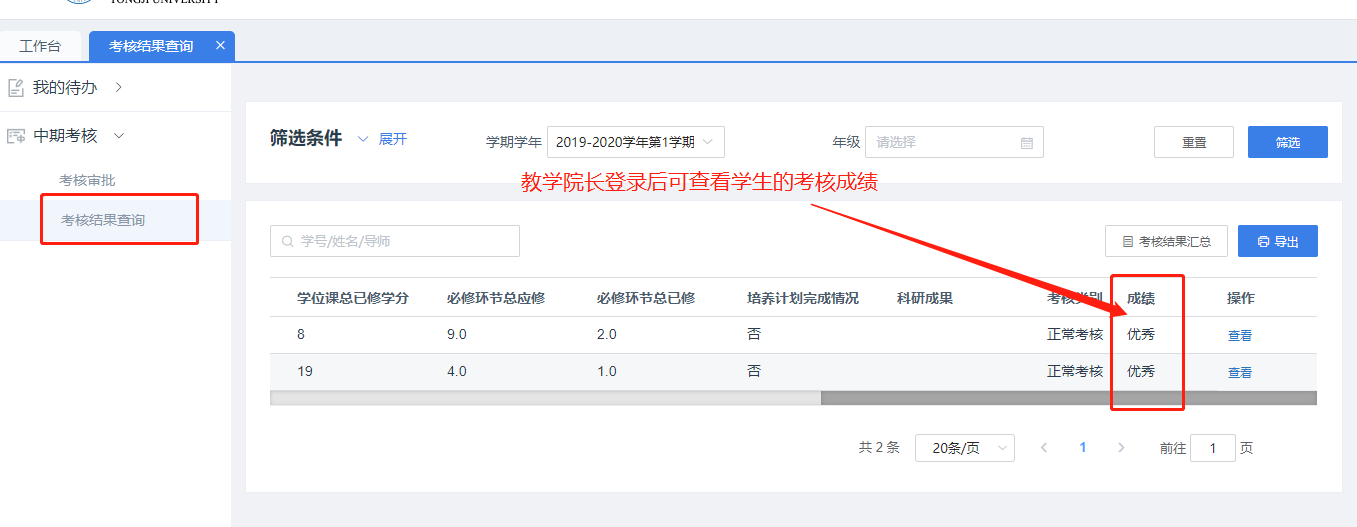 TONGJI UNIVERSITY
工作台 考核结果查询 ×
我的待办
中期考核
考核审批
考核结果查询
筛选条件 展开 学期学年 2019-2020学年第1学期 年级 请选择 重置 筛选
教学院长登录后可查看学生的考核成绩
学号/姓名/导师 考核结果汇总 导出
学位课总已修学分 必修环节总应修 必修环节总已修 培养计划完成情况 科研成果 考核类别 成绩 操作
8 9.0 2.0 否 正常考核 优秀 查看
19 4.0 1.0 否 正常考核 优秀 查看
共 2 条 20条/页 1 前往 1 页